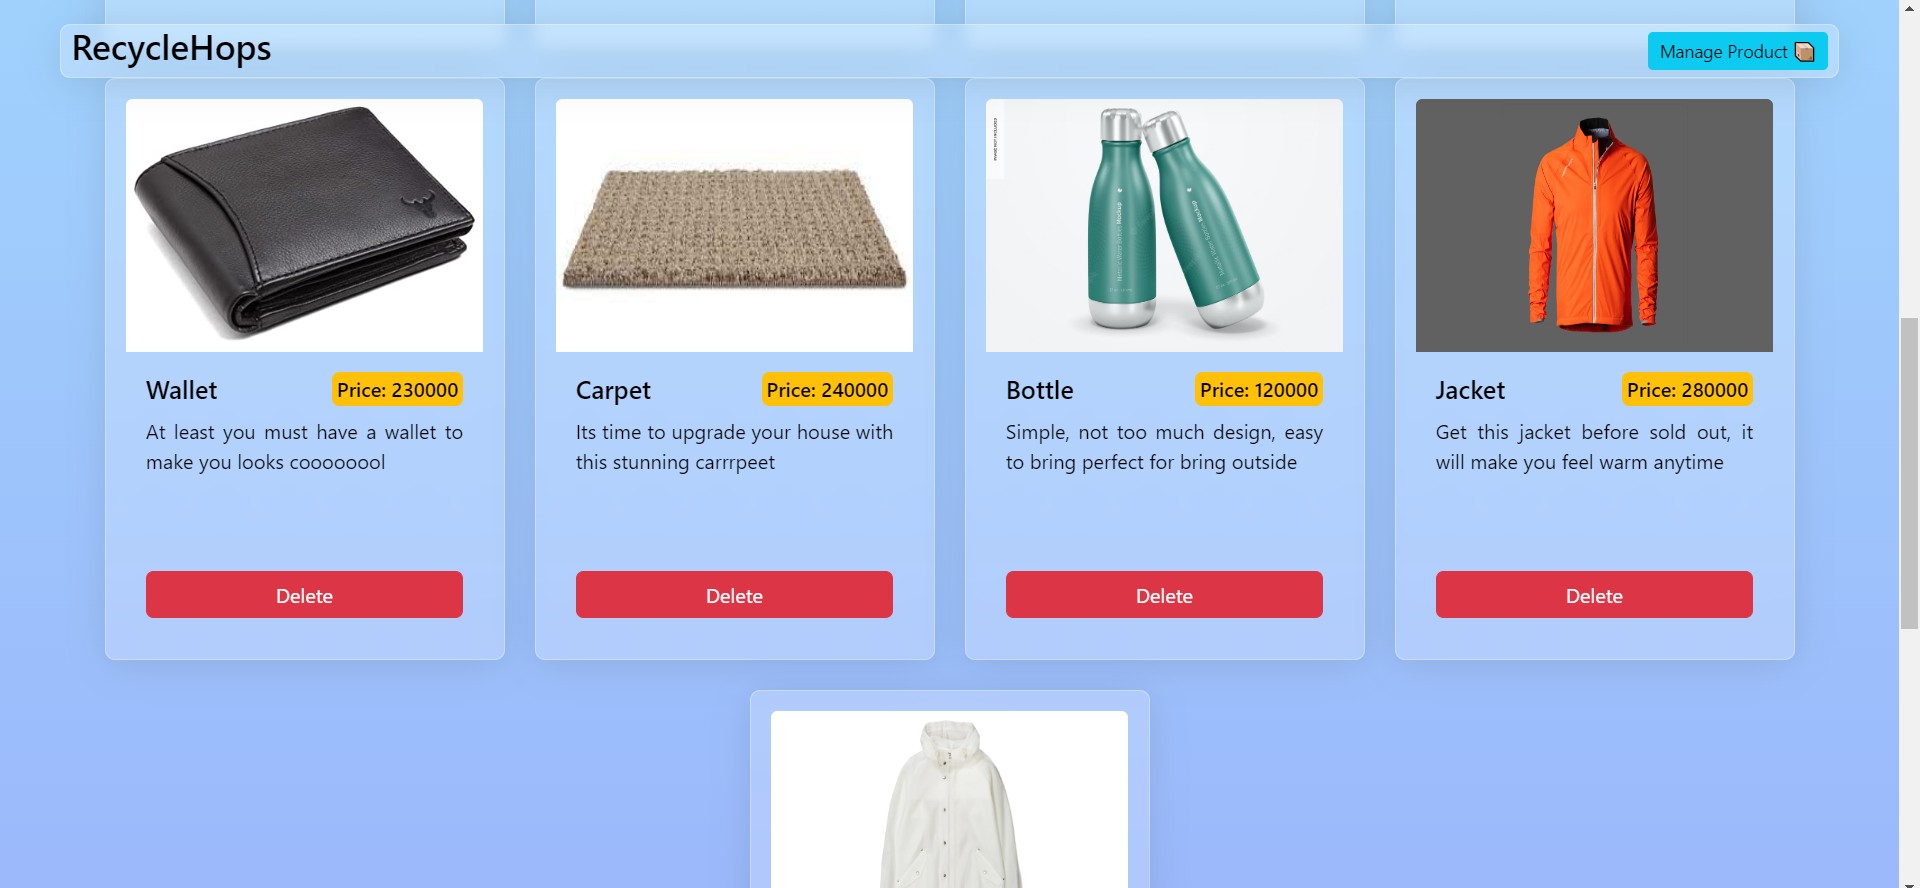 RecycleHops
Manage Product
Wallet
Price: 230000
At least you must have a wallet to
make you looks coooooool
Delete
Carpet
Price: 240000
Its time to upgrade your house with
this stunning carrrpeet
Delete
Mockup
Mockup
Bottle
Price: 120000
Simple, not too much design, easy
to bring perfect for bring outside
Delete
Jacket
Price: 280000
Get this jacket before sold out, it
will make you feel warm anytime
Delete